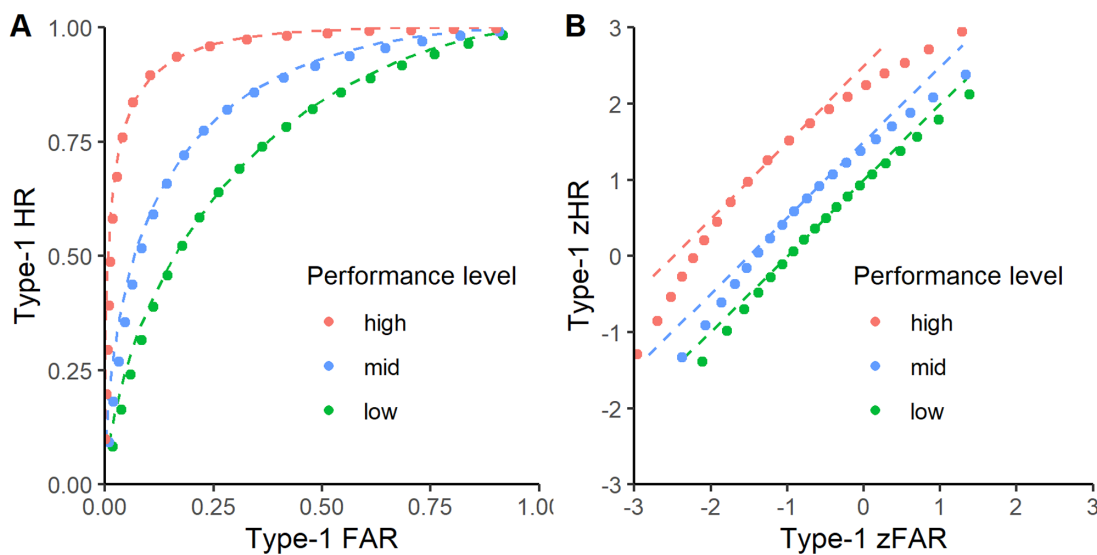 A
1.00
0.75
0.50
0.25
0.00
Type-1 HR
0.00
0.25
0.50
0.75
1.00
Type-1 FAR
Performance level
high
mid
low
B
3
2
1
0
-1
-2
-3
Type-1 zHR
-3
-2
-1
0
1
2
3
Type-1 zFAR
Performance level
high
mid
low